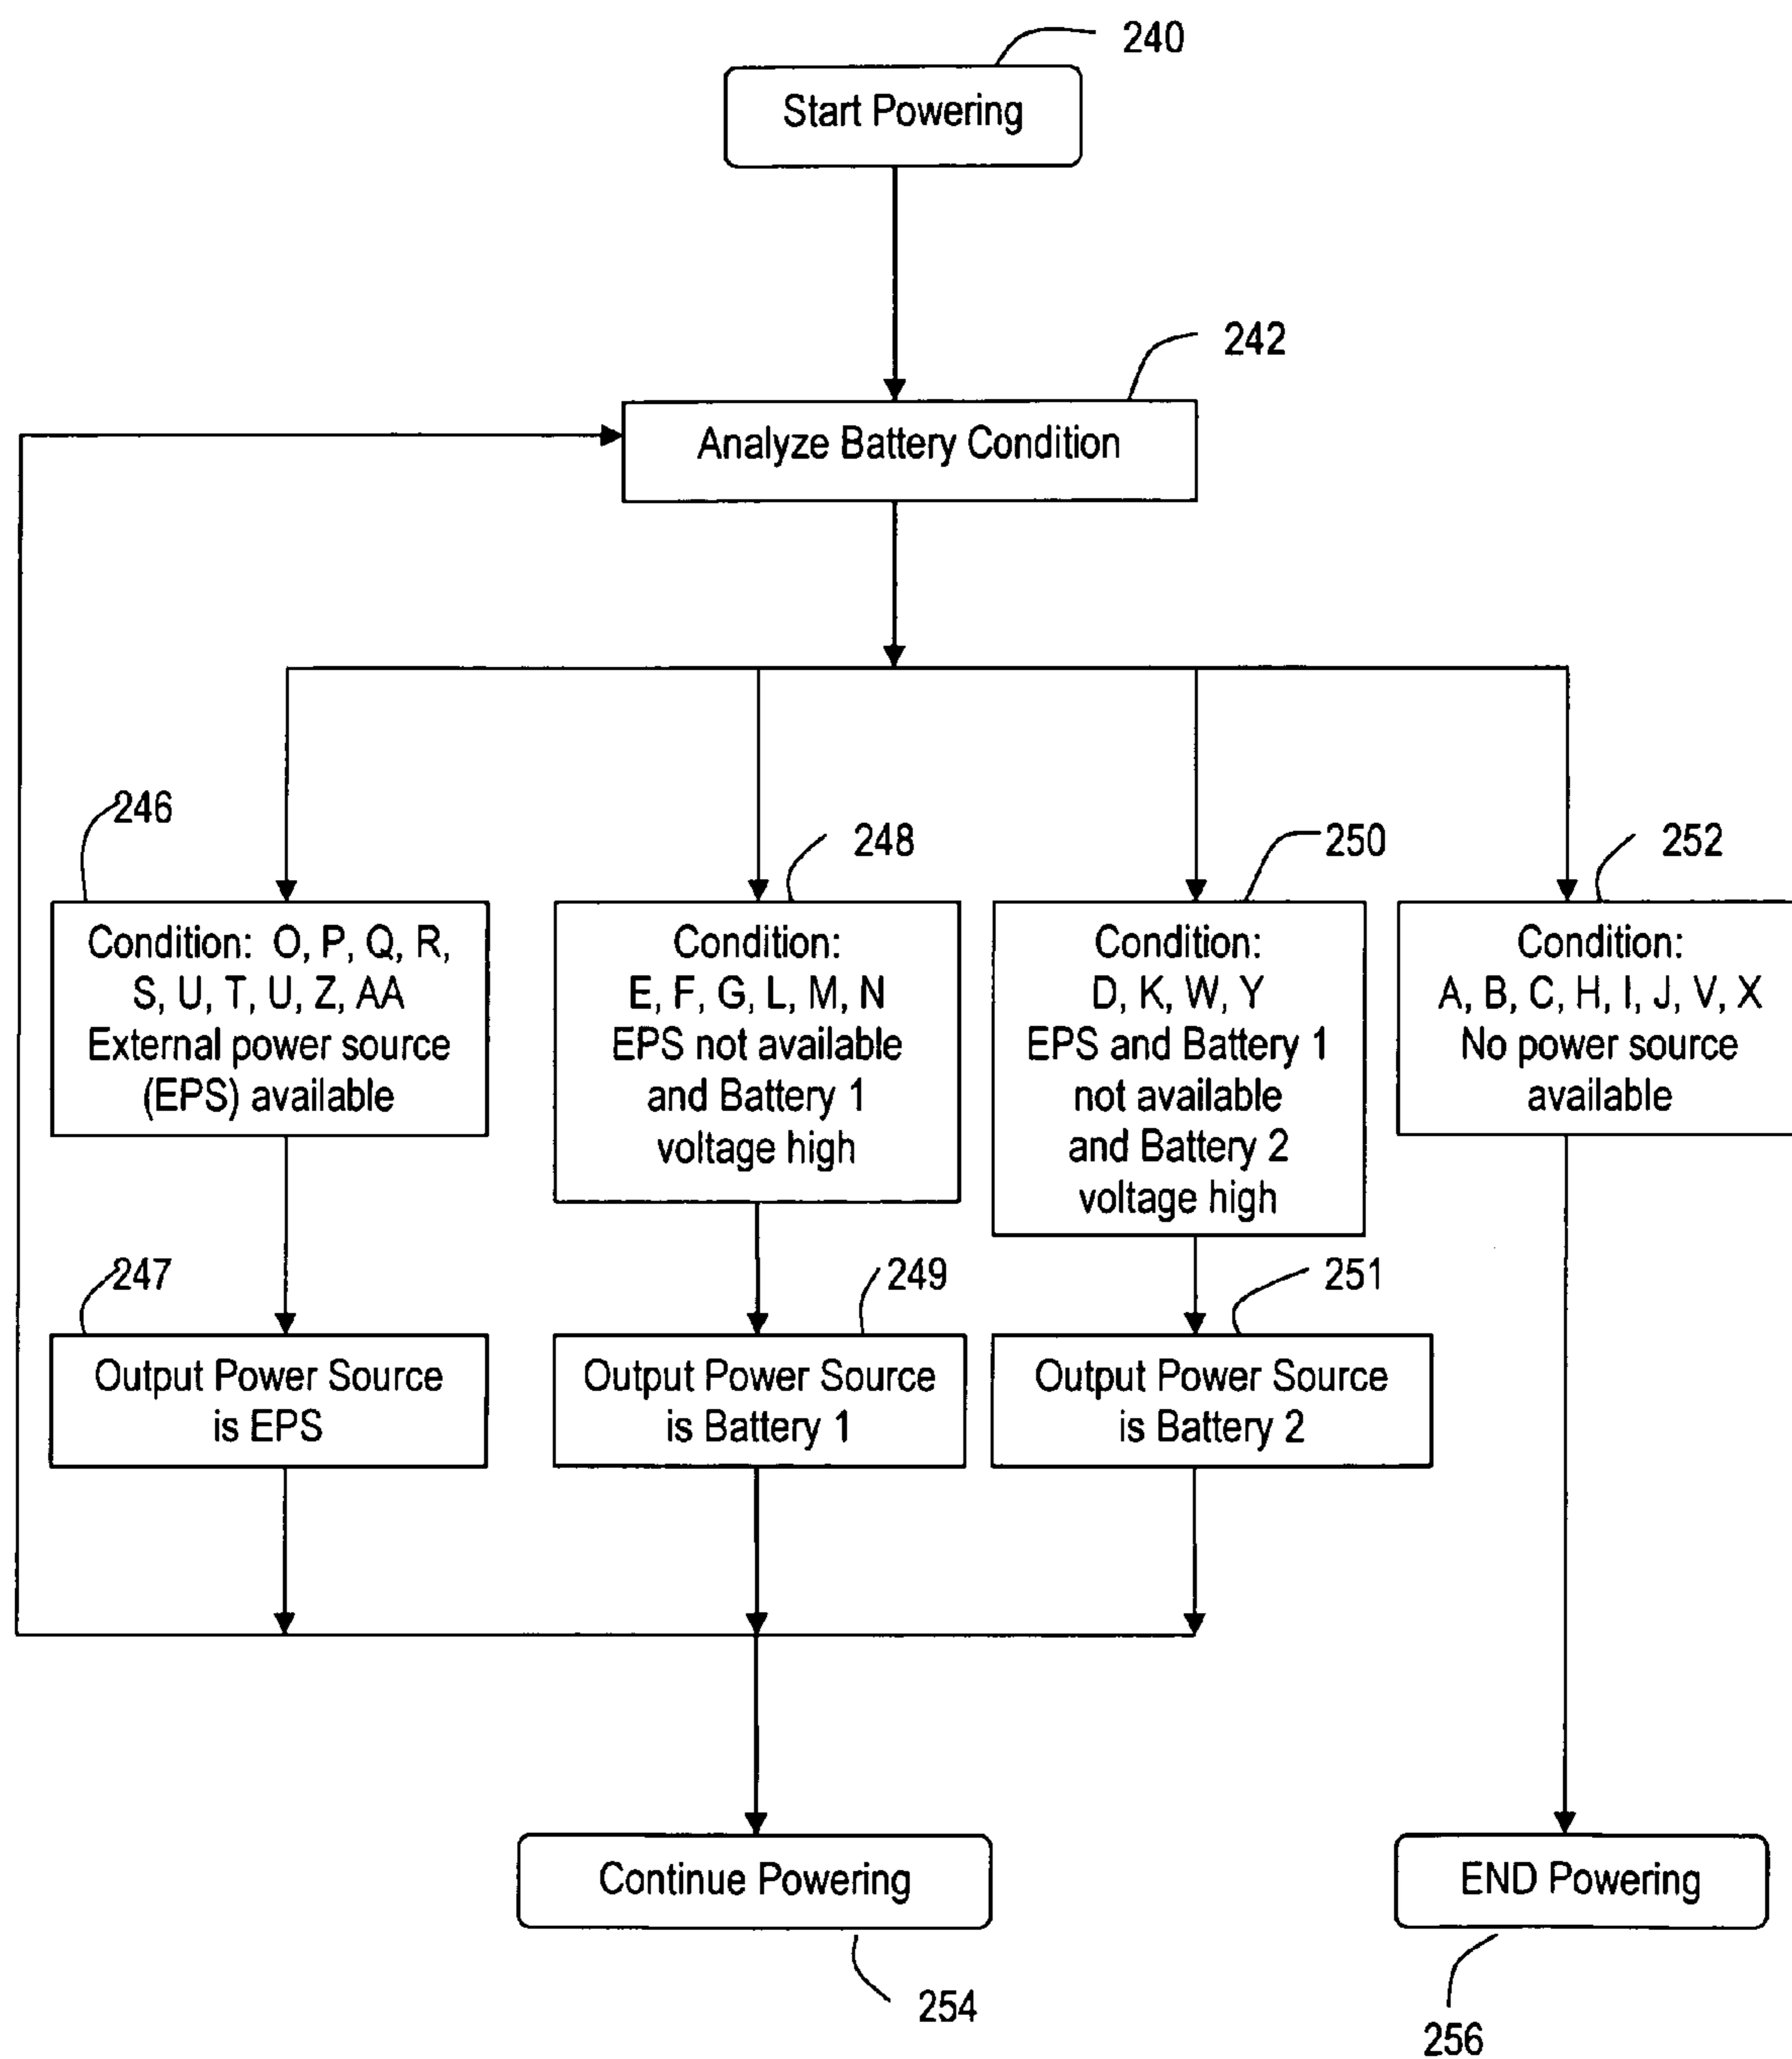 240
Start Powering
242
Analyze Battery Condition
246
248
250
252
Condition: O, P, Q, R,
S, U, T, U, Z, AA
External power source
(EPS) available
Condition:
E, F, G, L, M, N
EPS not available
and Battery 1
voltage high
Condition:
D, K, W, Y
EPS and Battery 1
not available
and Battery 2
voltage high
Condition:
A, B, C, H, I, J, V, X
No power source
available
247
249
251
Output Power Source
is EPS
Output Power Source
is Battery 1
Output Power Source
is Battery 2
Continue Powering
END Powering
254
256